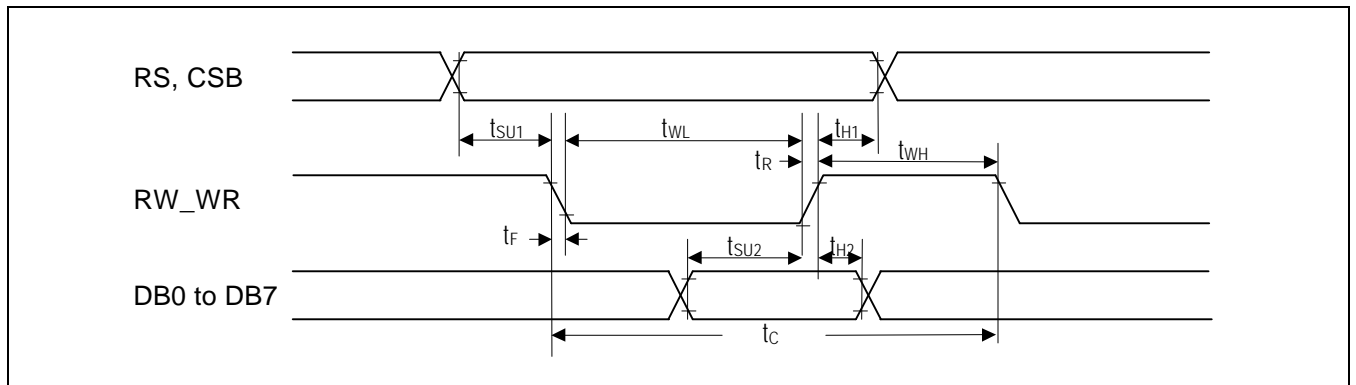 RS, CSB
tSU1
tWL
tH1
tR
tWH
RW_WR
tF
tSU2
tH2
DB0 to DB7
tC